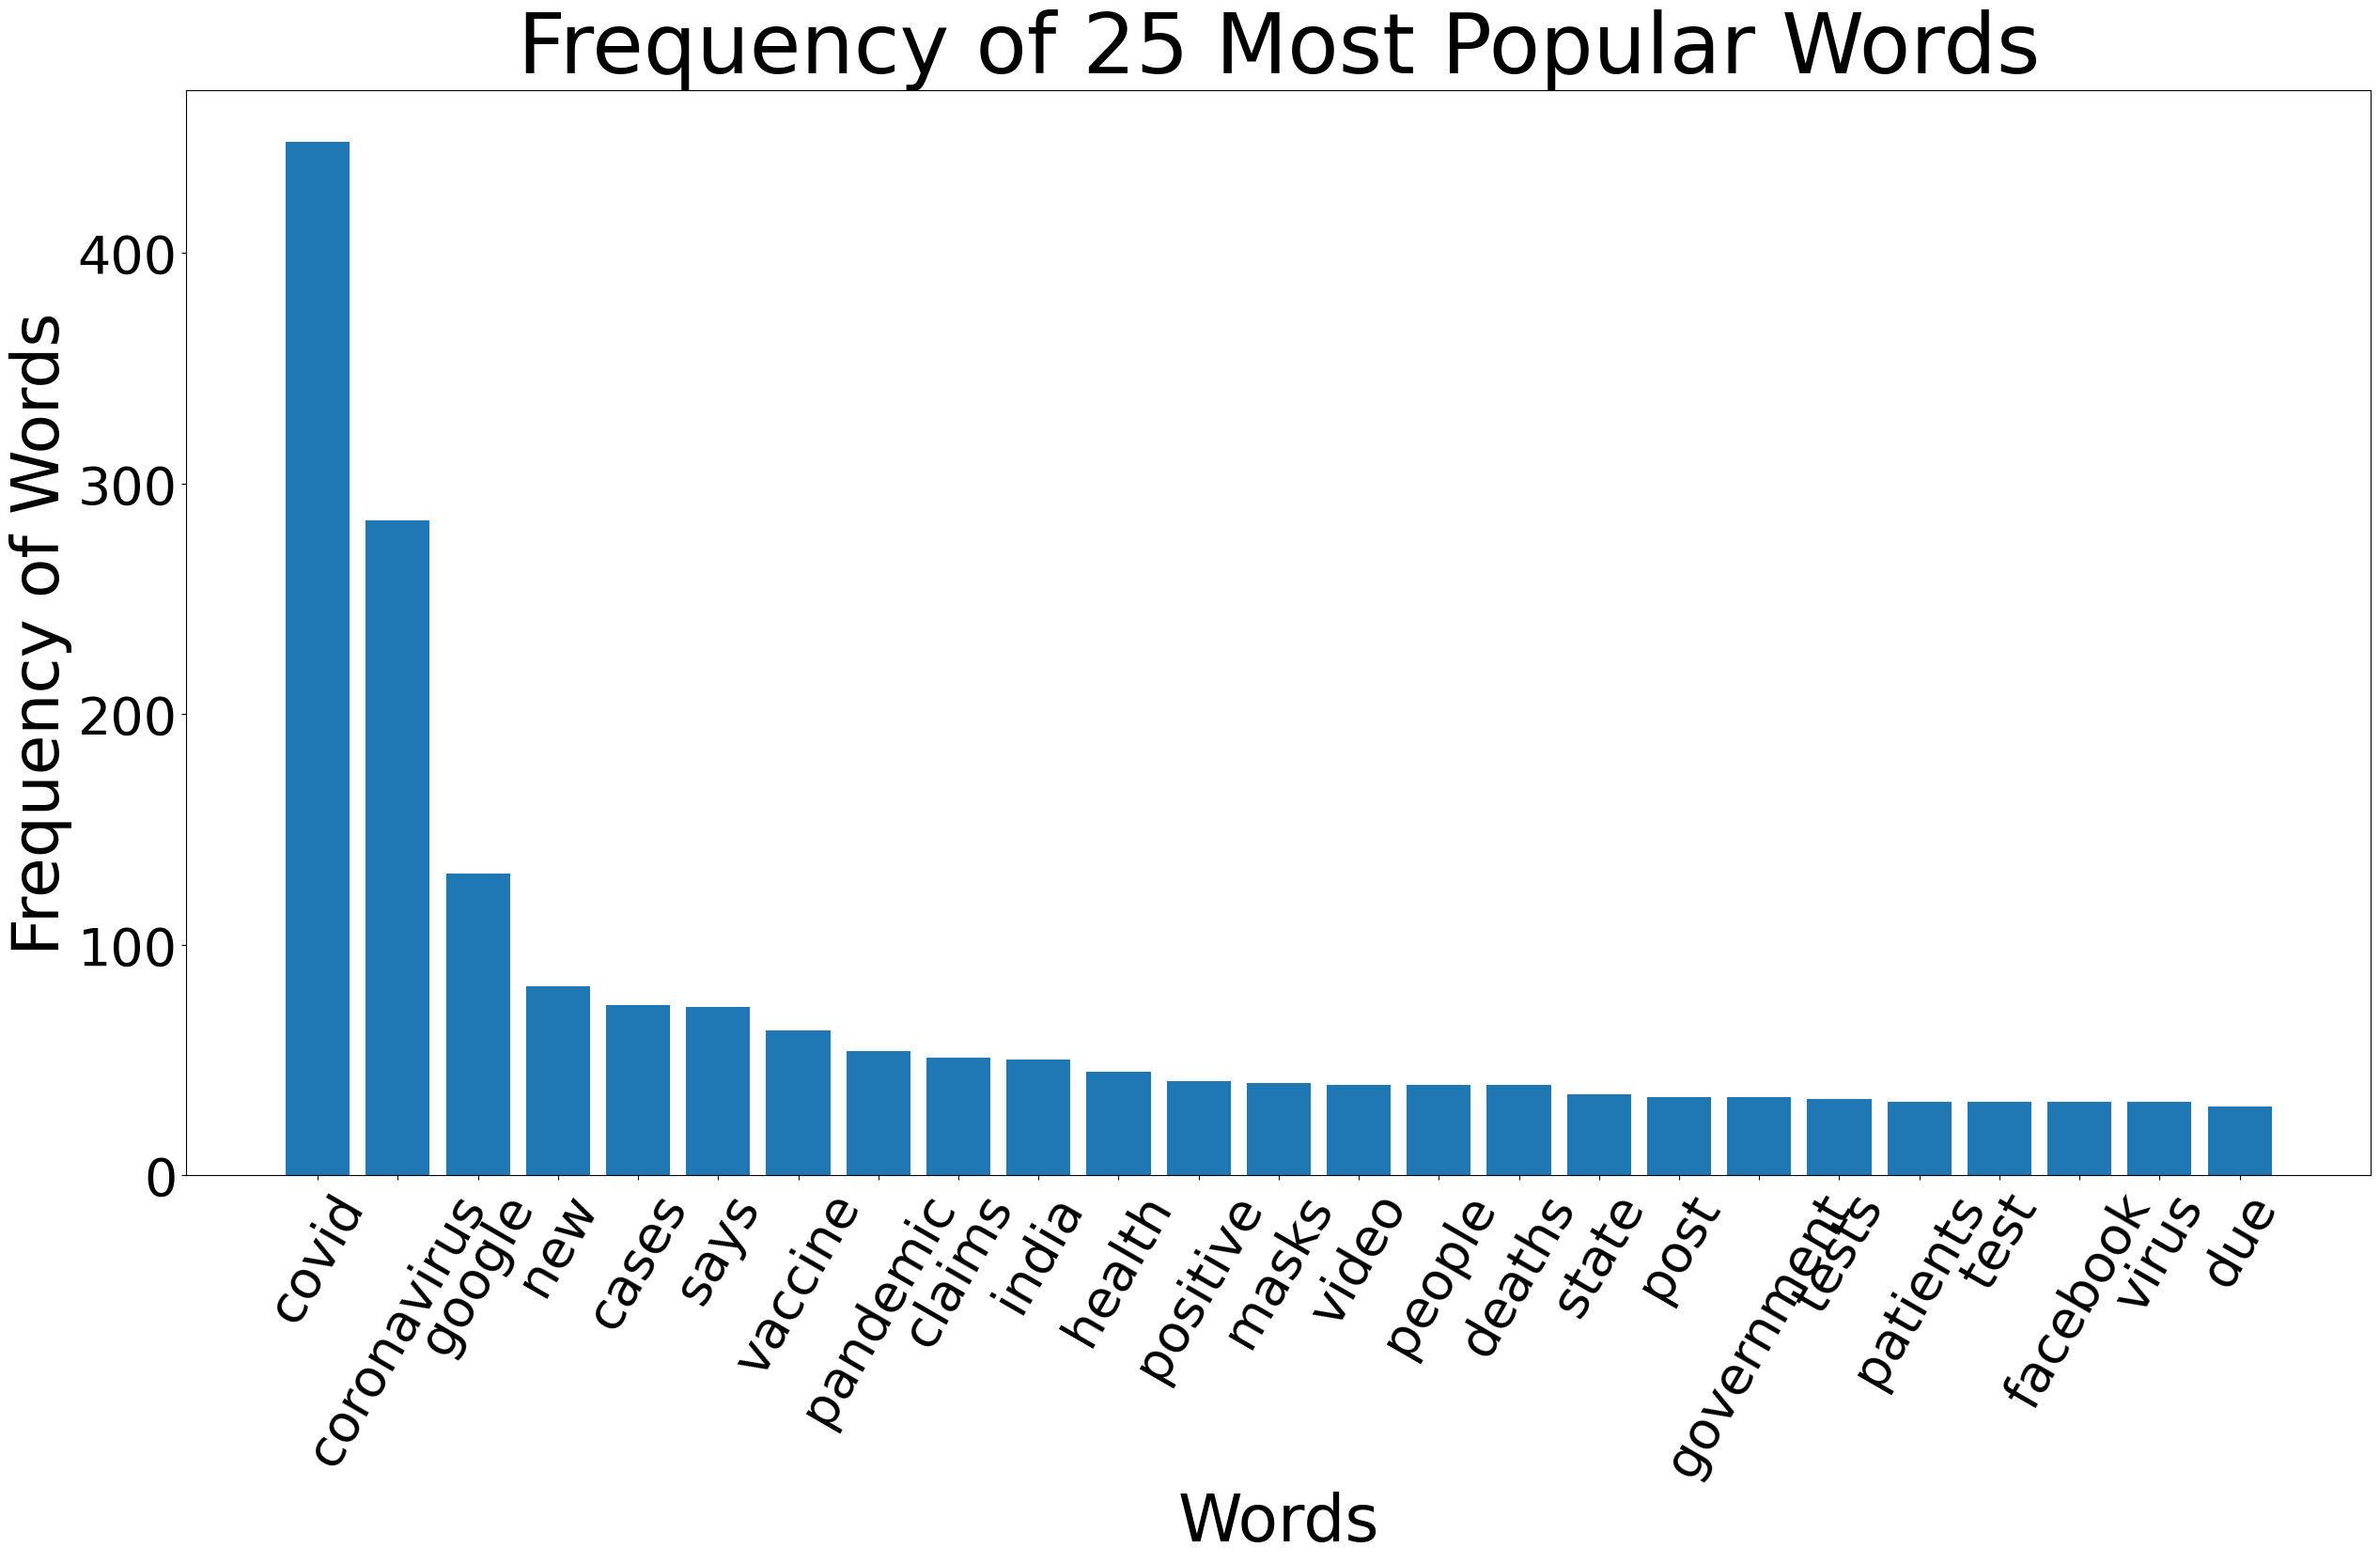 Frequency of 25 Most Popular Words
Frequency of Words
400
300
200
100
0
covid
coronavirus
google
new
cases
says
vaccine
pandemic
claims
india
health
positive
masks
video
people
deaths
state
post
government
tests
patients
test
facebook
virus
due
Words